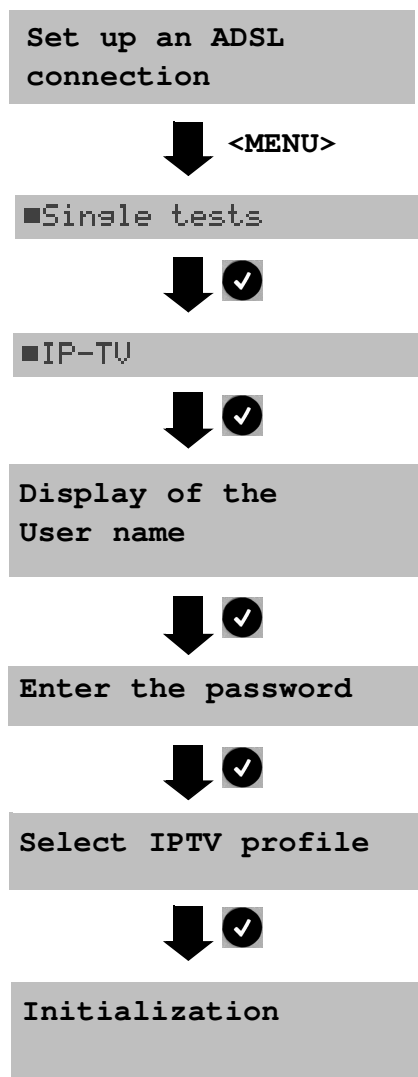 Set up an ADSL
connection
<MENU>
■Single tests
■IP-TV
Display of the
User name
Enter the password
Select IPTV profile
Initialization